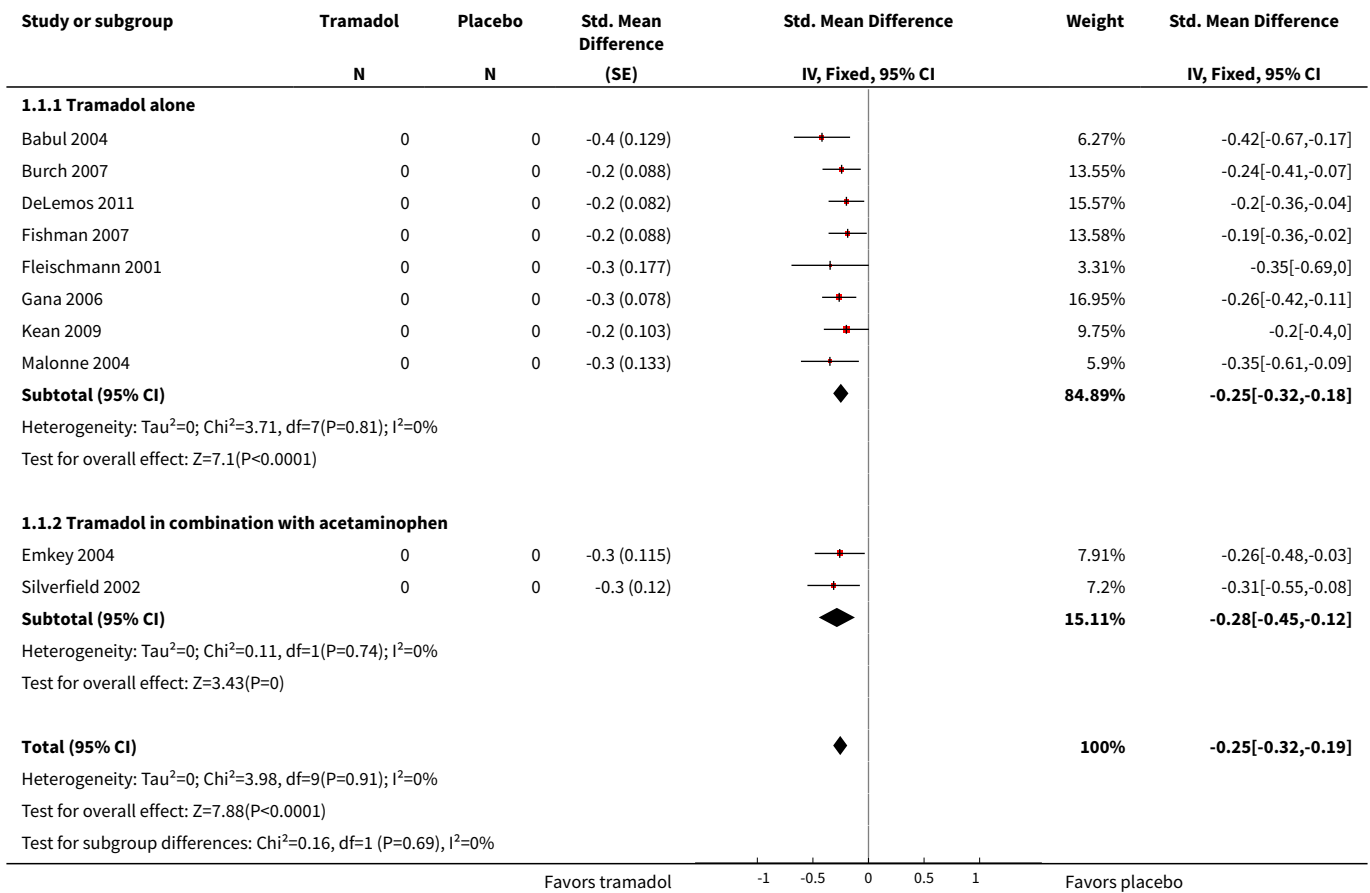 Study or subgroup Tramadol Placebo Std. Mean Difference Std. Mean Difference Weight Std. Mean Difference
N N (SE) IV, Fixed, 95% CI IV, Fixed, 95% CI
1.1.1 Tramadol alone
Babul 2004 0 0 -0.4 (0.129) 6.27% -0.42[-0.67,-0.17]
Burch 2007 0 0 -0.2 (0.088) 13.55% -0.24[-0.41,-0.07]
DeLemos 2011 0 0 -0.2 (0.082) 15.57% -0.2[-0.36,-0.04]
Fishman 2007 0 0 -0.2 (0.088) 13.58% -0.19[-0.36,-0.02]
Fleischmann 2001 0 0 -0.3 (0.177) 3.31% -0.35[-0.69,0]
Gana 2006 0 0 -0.3 (0.078) 16.95% -0.26[-0.42,-0.11]
Kean 2009 0 0 -0.2 (0.103) 9.75% -0.2[-0.4,0]
Malonne 2004 0 0 -0.3 (0.133) 5.9% -0.35[-0.61,-0.09]
Subtotal (95% CI) 84.89% -0.25[-0.32,-0.18]
Heterogeneity: Tau²=0; Chi²=3.71, df=7(P=0.81); I²=0%
Test for overall effect: Z=7.1(P<0.0001)
1.1.2 Tramadol in combination with acetaminophen
Emkey 2004 0 0 -0.3 (0.115) 7.91% -0.26[-0.48,-0.03]
Silverfield 2002 0 0 -0.3 (0.12) 7.2% -0.31[-0.55,-0.08]
Subtotal (95% CI) 15.11% -0.28[-0.45,-0.12]
Heterogeneity: Tau²=0; Chi²=0.11, df=1(P=0.74); I²=0%
Test for overall effect: Z=3.43(P=0)
Total (95% CI) 100% -0.25[-0.32,-0.19]
Heterogeneity: Tau²=0; Chi²=3.98, df=9(P=0.91); I²=0%
Test for overall effect: Z=7.88(P<0.0001)
Test for subgroup differences: Chi²=0.16, df=1 (P=0.69), I²=0%
Favors tramadol -1 -0.5 0 0.5 1 Favors placebo